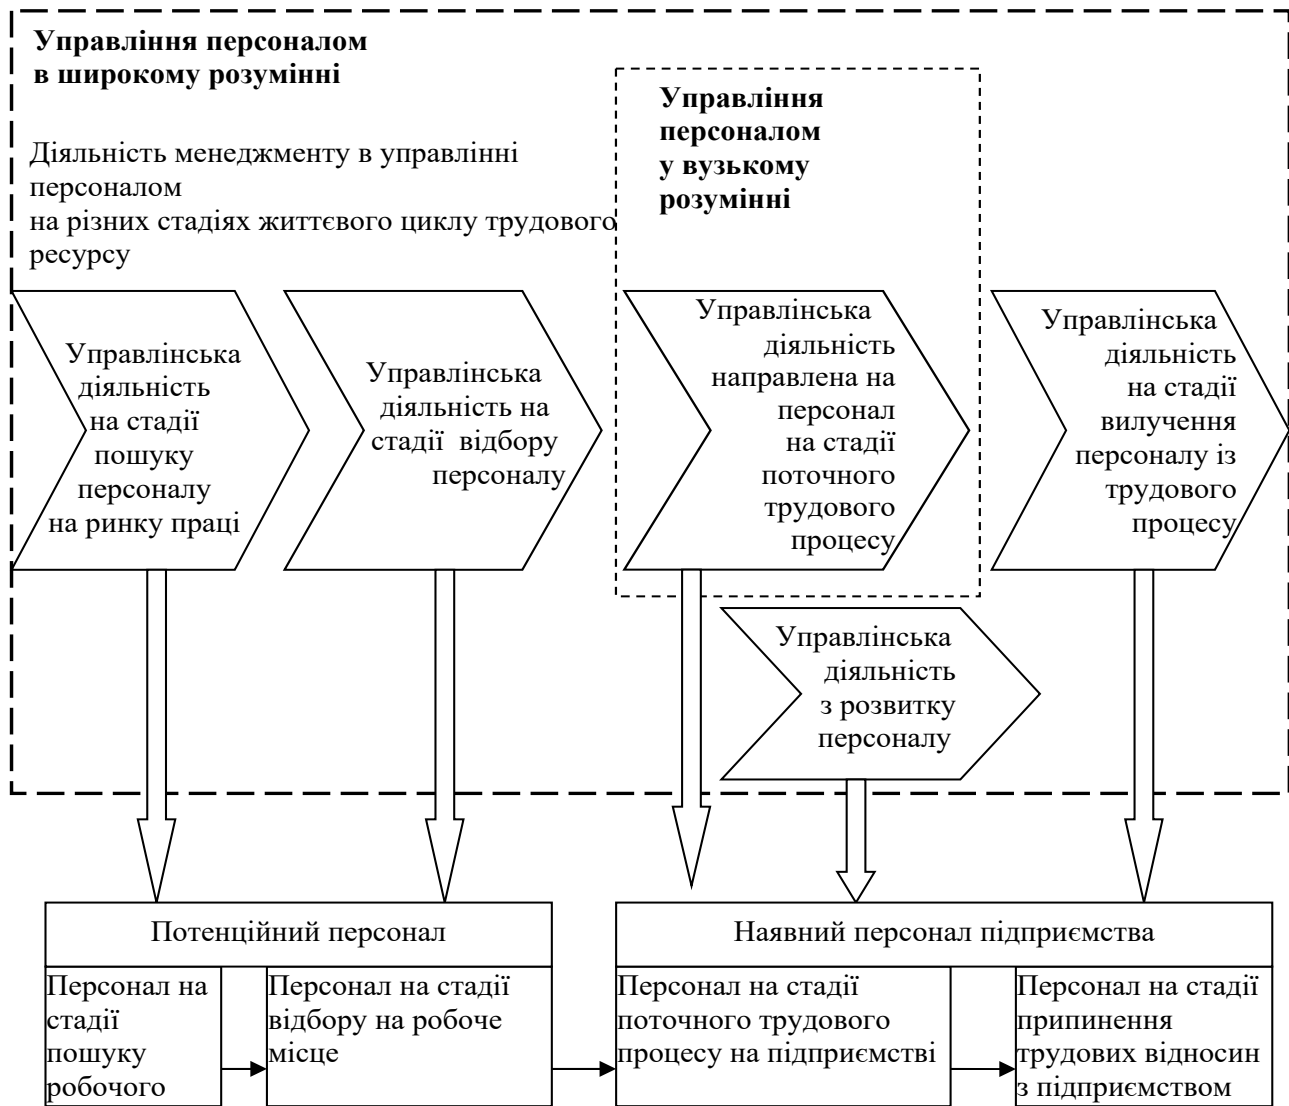 Управління персоналом
в широкому розумінні
Управління
персоналом
у вузькому
розумінні
Діяльність менеджменту в управлінні
персоналом
на різних стадіях життєвого циклу трудового
ресурсу
Управлінська
діяльність
на стадії
пошуку
персоналу
на ринку праці
Управлінська
діяльність на
стадії відбору
персоналу
Управлінська
діяльність
направлена на
персонал
на стадії
поточного
трудового
процесу
Управлінська
діяльність
на стадії
вилучення
персоналу із
трудового
процесу
Управлінська
діяльність
з розвитку
персоналу
Потенційний персонал
Наявний персонал підприємства
Персонал на
стадії
пошуку
робочого
Персонал на стадії
відбору на робоче
місце
Персонал на стадії
поточного трудового
процесу на підприємстві
Персонал на стадії
припинення
трудових відносин
з підприємством